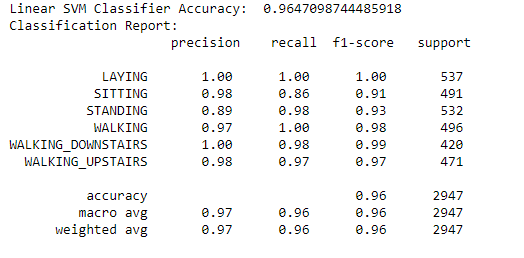 Linear SVM Classifier Accuracy:  0.9647098744485918
Classification Report:
                    precision    recall  f1-score   support

            LAYING       1.00      1.00      1.00       537
           SITTING       0.98      0.86      0.91       491
          STANDING       0.89      0.98      0.93       532
           WALKING       0.97      1.00      0.98       496
WALKING_DOWNSTAIRS       1.00      0.98      0.99       420
  WALKING_UPSTAIRS       0.98      0.97      0.97       471

          accuracy                           0.96      2947
         macro avg       0.97      0.96      0.96      2947
      weighted avg       0.97      0.96      0.96      2947